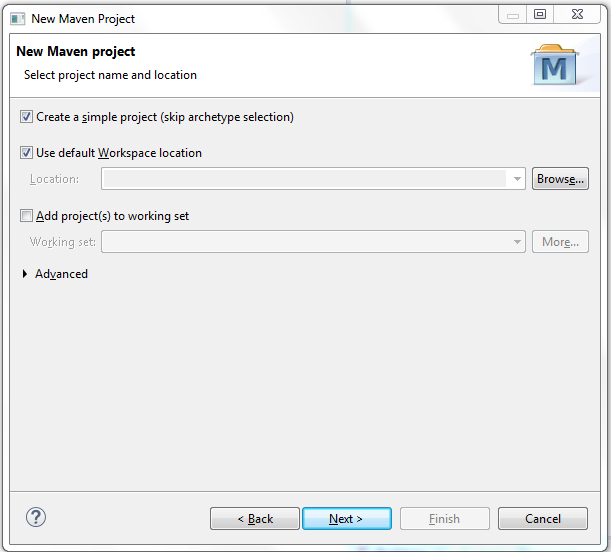 New Maven Project
New Maven project
Select project name and location
M
Create a simple project (skip archetype selection)
Use default Workspace location
Location:
Browse...
Add project(s) to working set
Working set:
More...
Advanced
?
< Back
Next >
Finish
Cancel